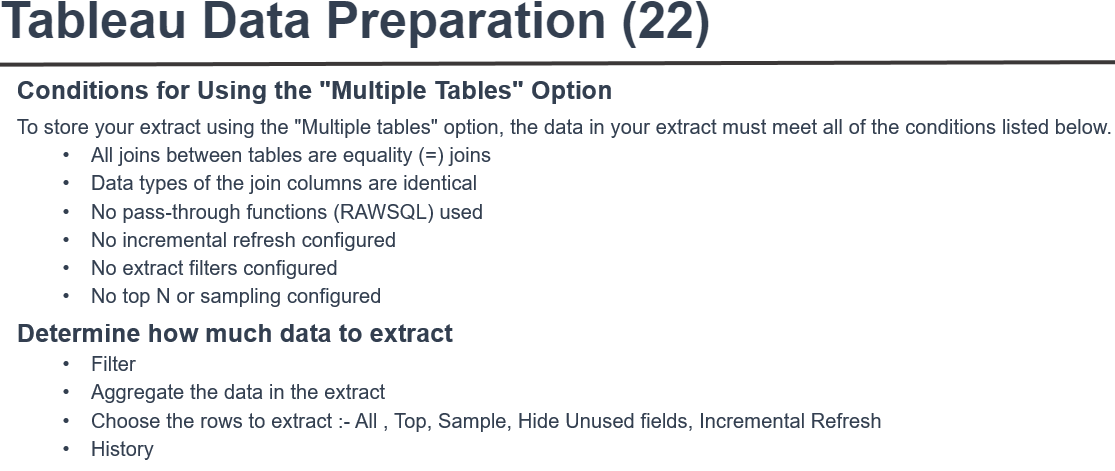 Tableau Data Preparation (22)
Conditions for Using the "Multiple Tables" Option
To store your extract using the "Multiple tables" option, the data in your extract must meet all of the conditions listed below.
• All joins between tables are equality (=) joins
• Data types of the join columns are identical
• No pass-through functions (RAWSQL) used
• No incremental refresh configured
• No extract filters configured
• No top N or sampling configured
Determine how much data to extract
• Filter
• Aggregate the data in the extract
• Choose the rows to extract :- All , Top, Sample, Hide Unused fields, Incremental Refresh
• History